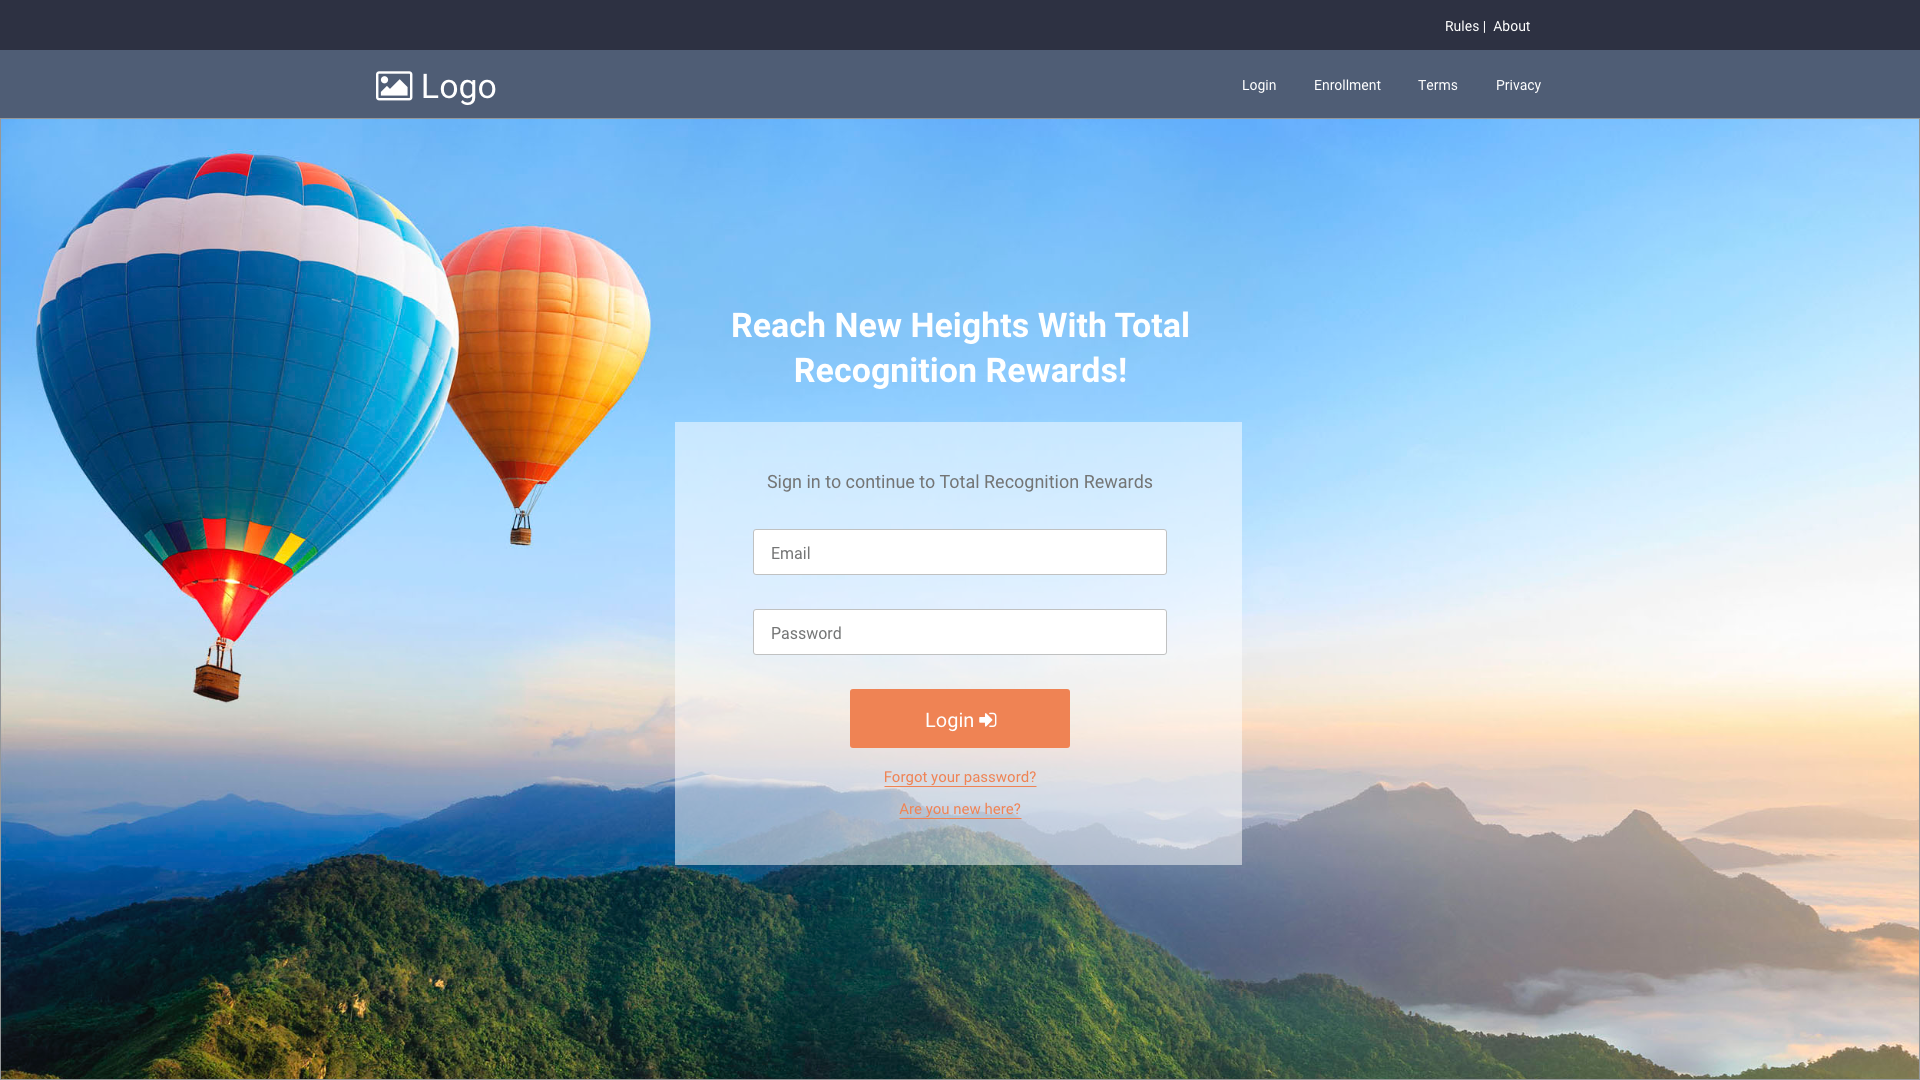 Rules | About
Logo
Login Enrollment Terms Privacy
Reach New Heights With Total
Recognition Rewards!
Sign in to continue to Total Recognition Rewards
Email
Password
Login
Forgot your password?
Are you new here?